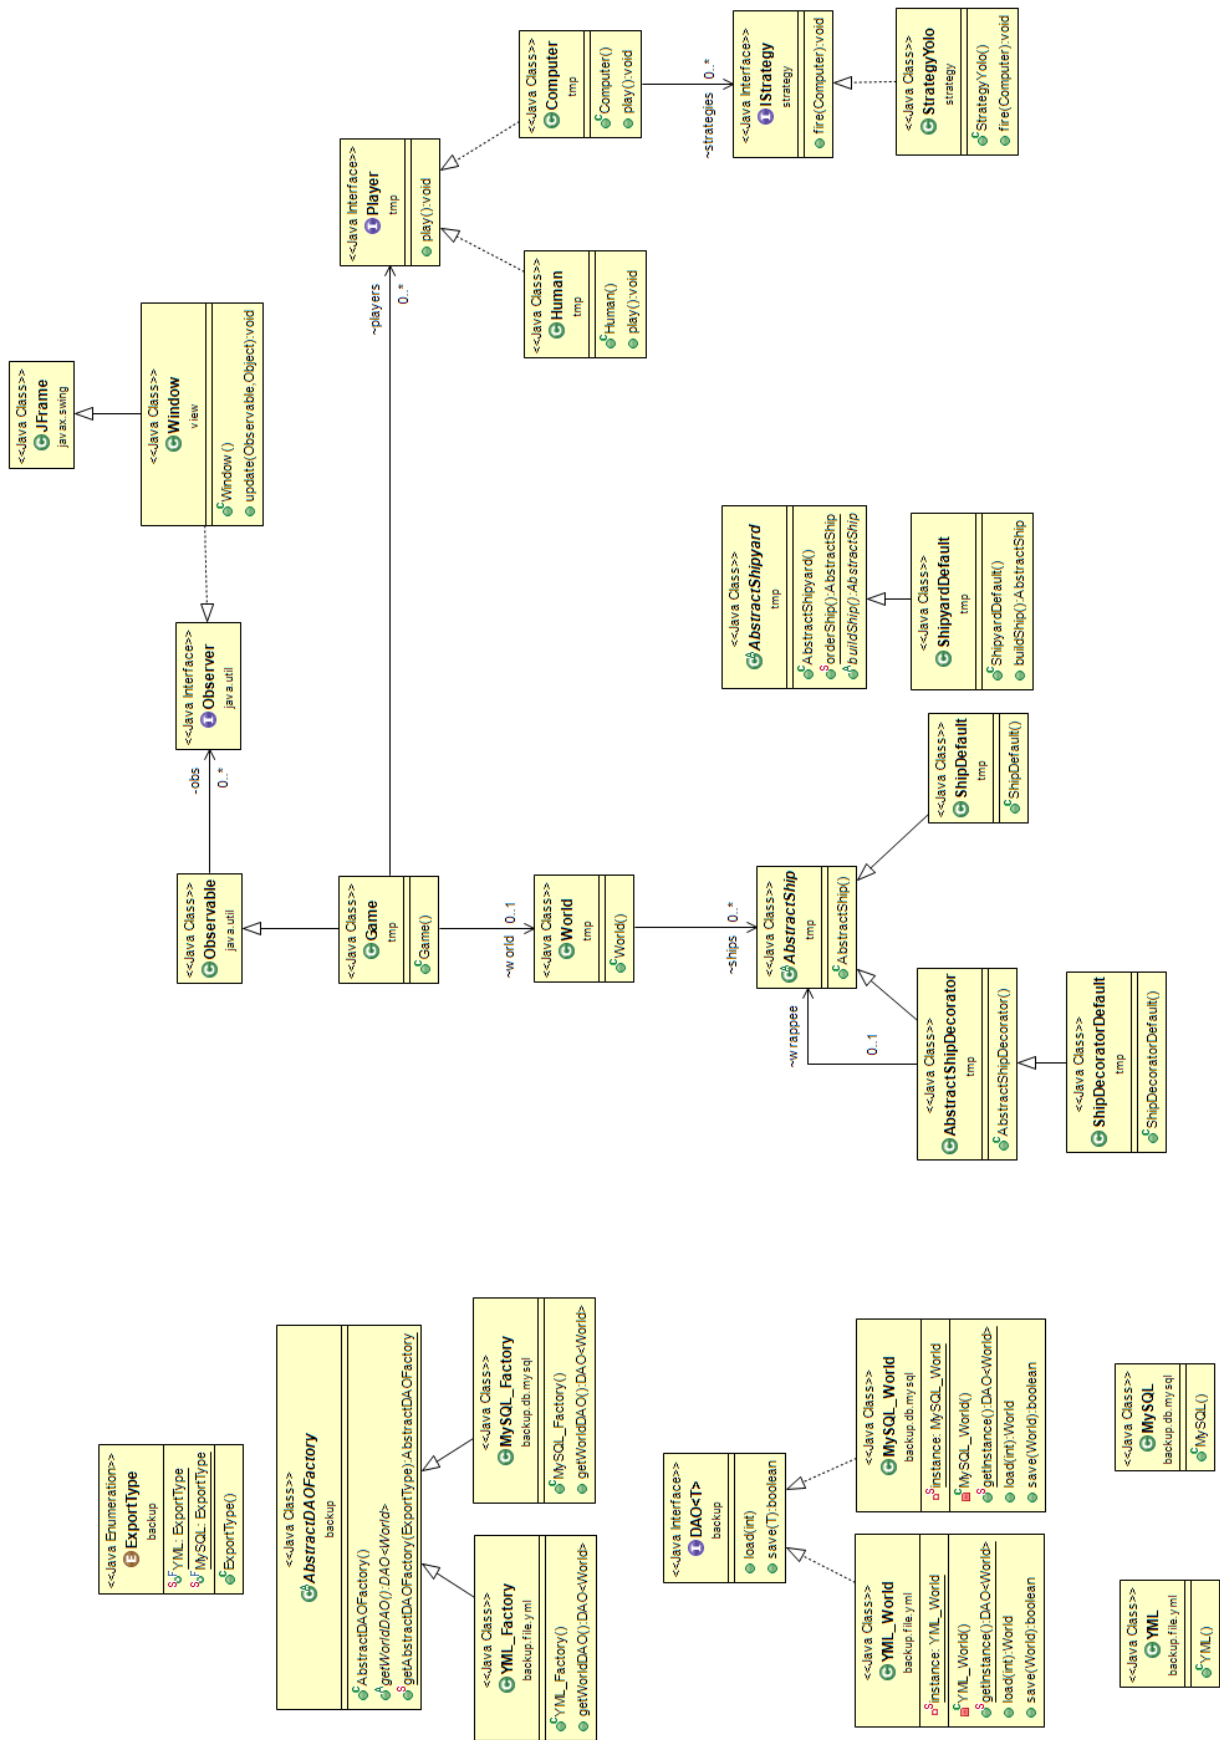 <<Java Enumeration>>
ExportType
backup
YML: ExportType
MySQL: ExportType
ExportType()
<<Java Class>>
AbstractDAOFactory
backup
AbstractDAOFactory()
getWorldDAO():DAO<World>
getAbstractDAOFactory(ExportType):AbstractDAOFactory
<<Java Class>>
YML_Factory
backup.file.yml
YML_Factory()
getWorldDAO():DAO<World>
<<Java Class>>
MySQL_Factory
backup.db.mysql
MySQL_Factory()
getWorldDAO():DAO<World>
<<Java Interface>>
DAO<T>
backup
load(int)
save(T):boolean
<<Java Class>>
YML_World
backup.file.yml
instance: YML_World
YML_World()
getInstance():DAO<World>
load(int):World
save(World):boolean
<<Java Class>>
MySQL_World
backup.db.mysql
instance: MySQL_World
MySQL_World()
getInstance():DAO<World>
load(int):World
save(World):boolean
<<Java Class>>
YML
backup.file.yml
YML()
<<Java Class>>
MySQL
backup.db.mysql
MySQL()
<<Java Class>>
JFrame
javax.swing
<<Java Class>>
Window
view
Window()
update(Observable,Object):void
<<Java Class>>
Observable
java.util
-obs
0..*
<<Java Interface>>
Observer
java.util
<<Java Class>>
Game
tmp
Game()
~players
0..*
<<Java Interface>>
Player
tmp
play():void
~world
0..1
<<Java Class>>
World
tmp
World()
<<Java Class>>
Human
tmp
Human()
play():void
<<Java Class>>
Computer
tmp
Computer()
play():void
~strategies
0..*
<<Java Interface>>
IStrategy
strategy
fire(Computer):void
<<Java Class>>
StrategyYolo
strategy
StrategyYolo()
fire(Computer):void
~ships
0..*
<<Java Class>>
AbstractShip
tmp
AbstractShip()
~wrappee
0..1
<<Java Class>>
AbstractShipDecorator
tmp
AbstractShipDecorator()
<<Java Class>>
ShipDecoratorDefault
tmp
ShipDecoratorDefault()
<<Java Class>>
ShipDefault
tmp
ShipDefault()
<<Java Class>>
AbstractShipyard
tmp
AbstractShipyard()
orderShip():AbstractShip
buildShip():AbstractShip
<<Java Class>>
ShipyardDefault
tmp
ShipyardDefault()
buildShip():AbstractShip